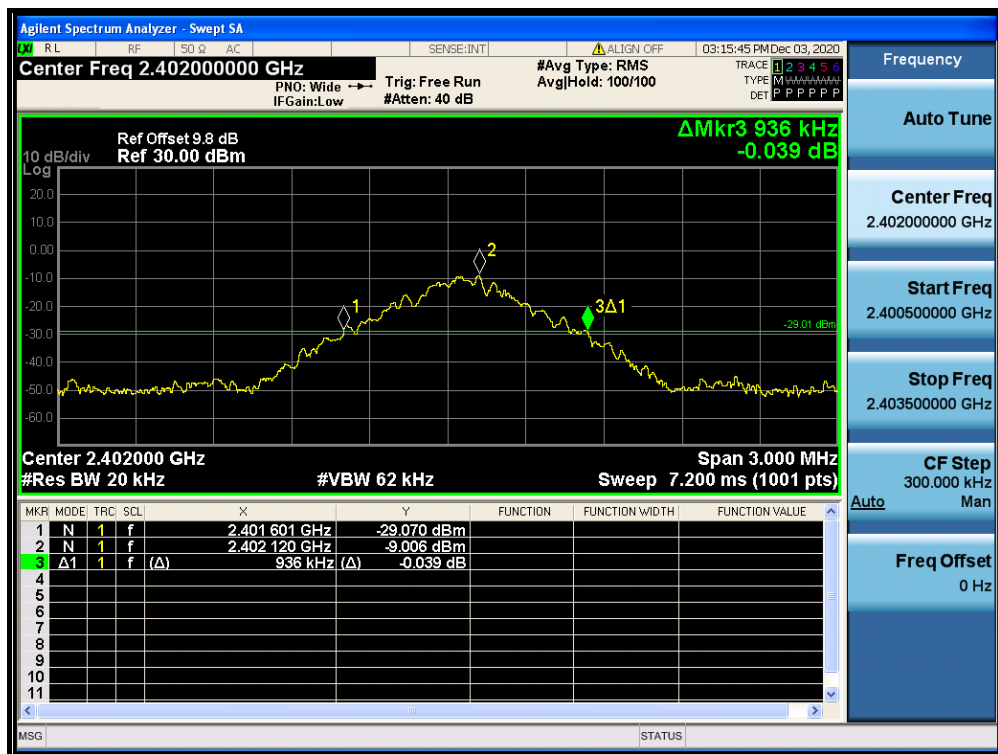 Agilent Spectrum Analyzer - Swept SA
LXI RL RF 50 Ω AC SENSE:INT ALIGN OFF 03:15:45 PM Dec 03, 2020
Center Freq 2.402000000 GHz
PNO: Wide
IFGain:Low
Trig: Free Run
#Atten: 40 dB
#Avg Type: RMS
Avg|Hold: 100/100
TRACE 1 2 3 4 5 6
TYPE M W W W W W
DET P P P P P P
ΔMkr3 936 kHz
-0.039 dB
Ref Offset 9.8 dB
10 dB/div Ref 30.00 dBm
Log
20.0
10.0
0.00
-10.0
-20.0
-30.0
-40.0
-50.0
-60.0
1
2
3Δ1
-29.01 dBm
Center 2.402000 GHz Span 3.000 MHz
#Res BW 20 kHz #VBW 62 kHz Sweep 7.200 ms (1001 pts)
MKR MODE TRC SCL X Y FUNCTION FUNCTION WIDTH FUNCTION VALUE
1 N 1 f 2.401 601 GHz -29.070 dBm
2 N 1 f 2.402 120 GHz -9.006 dBm
3 Δ1 1 f (Δ) 936 kHz (Δ) -0.039 dB
4
5
6
7
8
9
10
11
MSG STATUS
Frequency
Auto Tune
Center Freq
2.402000000 GHz
Start Freq
2.400500000 GHz
Stop Freq
2.403500000 GHz
CF Step
300.000 kHz
Auto Man
Freq Offset
0 Hz